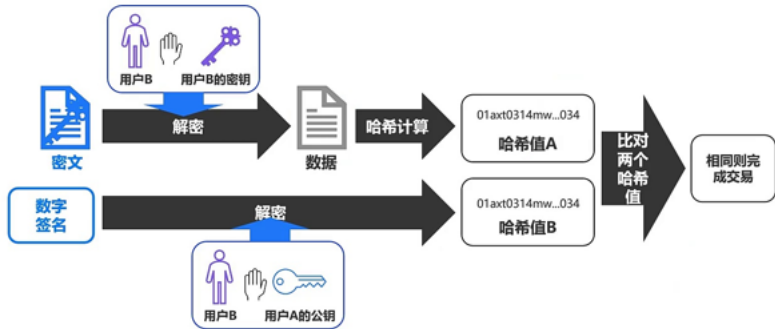 用户B
用户B的密钥
密文
解密
数据
哈希计算
01axt0314mw...034
哈希值A
比对
两个
哈希
值
相同则完
成交易
数字
签名
解密
01axt0314mw...034
哈希值B
用户B
用户A的公钥